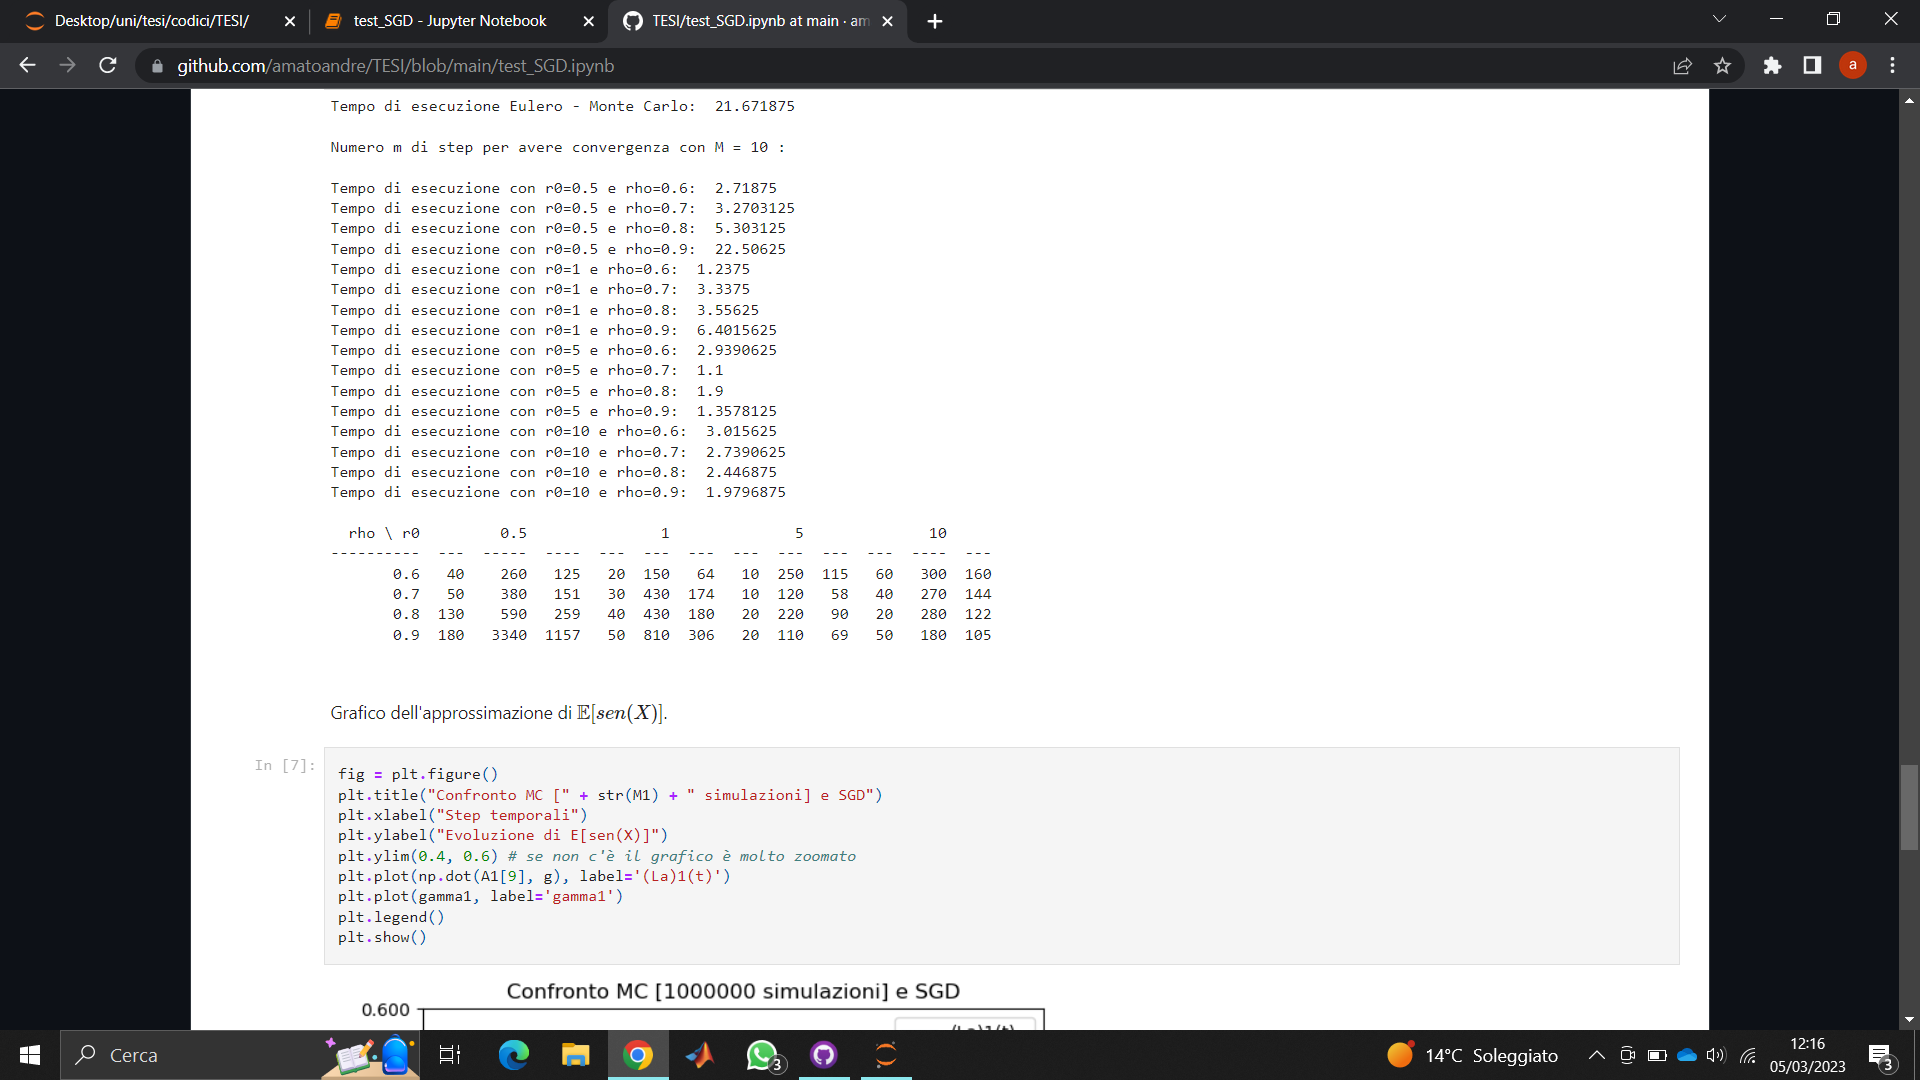 Desktop/uni/tesi/codici/TESI/
test_SGD - Jupyter Notebook
TESI/test_SGD.ipynb at main · am
github.com/amatoandre/TESI/blob/main/test_SGD.ipynb
a
Tempo di esecuzione Eulero - Monte Carlo:  21.671875
Numero m di step per avere convergenza con M = 10 :
Tempo di esecuzione con r0=0.5 e rho=0.6:  2.71875
Tempo di esecuzione con r0=0.5 e rho=0.7:  3.2703125
Tempo di esecuzione con r0=0.5 e rho=0.8:  5.303125
Tempo di esecuzione con r0=0.5 e rho=0.9:  22.50625
Tempo di esecuzione con r0=1 e rho=0.6:  1.2375
Tempo di esecuzione con r0=1 e rho=0.7:  3.3375
Tempo di esecuzione con r0=1 e rho=0.8:  3.55625
Tempo di esecuzione con r0=1 e rho=0.9:  6.4015625
Tempo di esecuzione con r0=5 e rho=0.6:  2.9390625
Tempo di esecuzione con r0=5 e rho=0.7:  1.1
Tempo di esecuzione con r0=5 e rho=0.8:  1.9
Tempo di esecuzione con r0=5 e rho=0.9:  1.3578125
Tempo di esecuzione con r0=10 e rho=0.6:  3.015625
Tempo di esecuzione con r0=10 e rho=0.7:  2.7390625
Tempo di esecuzione con r0=10 e rho=0.8:  2.446875
Tempo di esecuzione con r0=10 e rho=0.9:  1.9796875
rho \ r0         0.5               1              5              10
----------  ---  -----  ----  ---  ---  ---  ---  ---  ---  ---  ----  ---
0.6   40    260   125   20  150   64   10  250  115   60   300  160
0.7   50    380   151   30  430  174   10  120   58   40   270  144
0.8  130    590   259   40  430  180   20  220   90   20   280  122
0.9  180   3340  1157   50  810  306   20  110   69   50   180  105
Grafico dell'approssimazione di 𝔼[sen(X)].
In [7]:
fig = plt.figure()
plt.title("Confronto MC [" + str(M1) + " simulazioni] e SGD")
plt.xlabel("Step temporali")
plt.ylabel("Evoluzione di E[sen(X)]")
plt.ylim(0.4, 0.6) # se non c'è il grafico è molto zoomato
plt.plot(np.dot(A1[9], g), label='(La)1(t)')
plt.plot(gamma1, label='gamma1')
plt.legend()
plt.show()
Confronto MC [1000000 simulazioni] e SGD
0.600
(La)1(t)
Cerca
3
14°C Soleggiato
12:16
05/03/2023
3